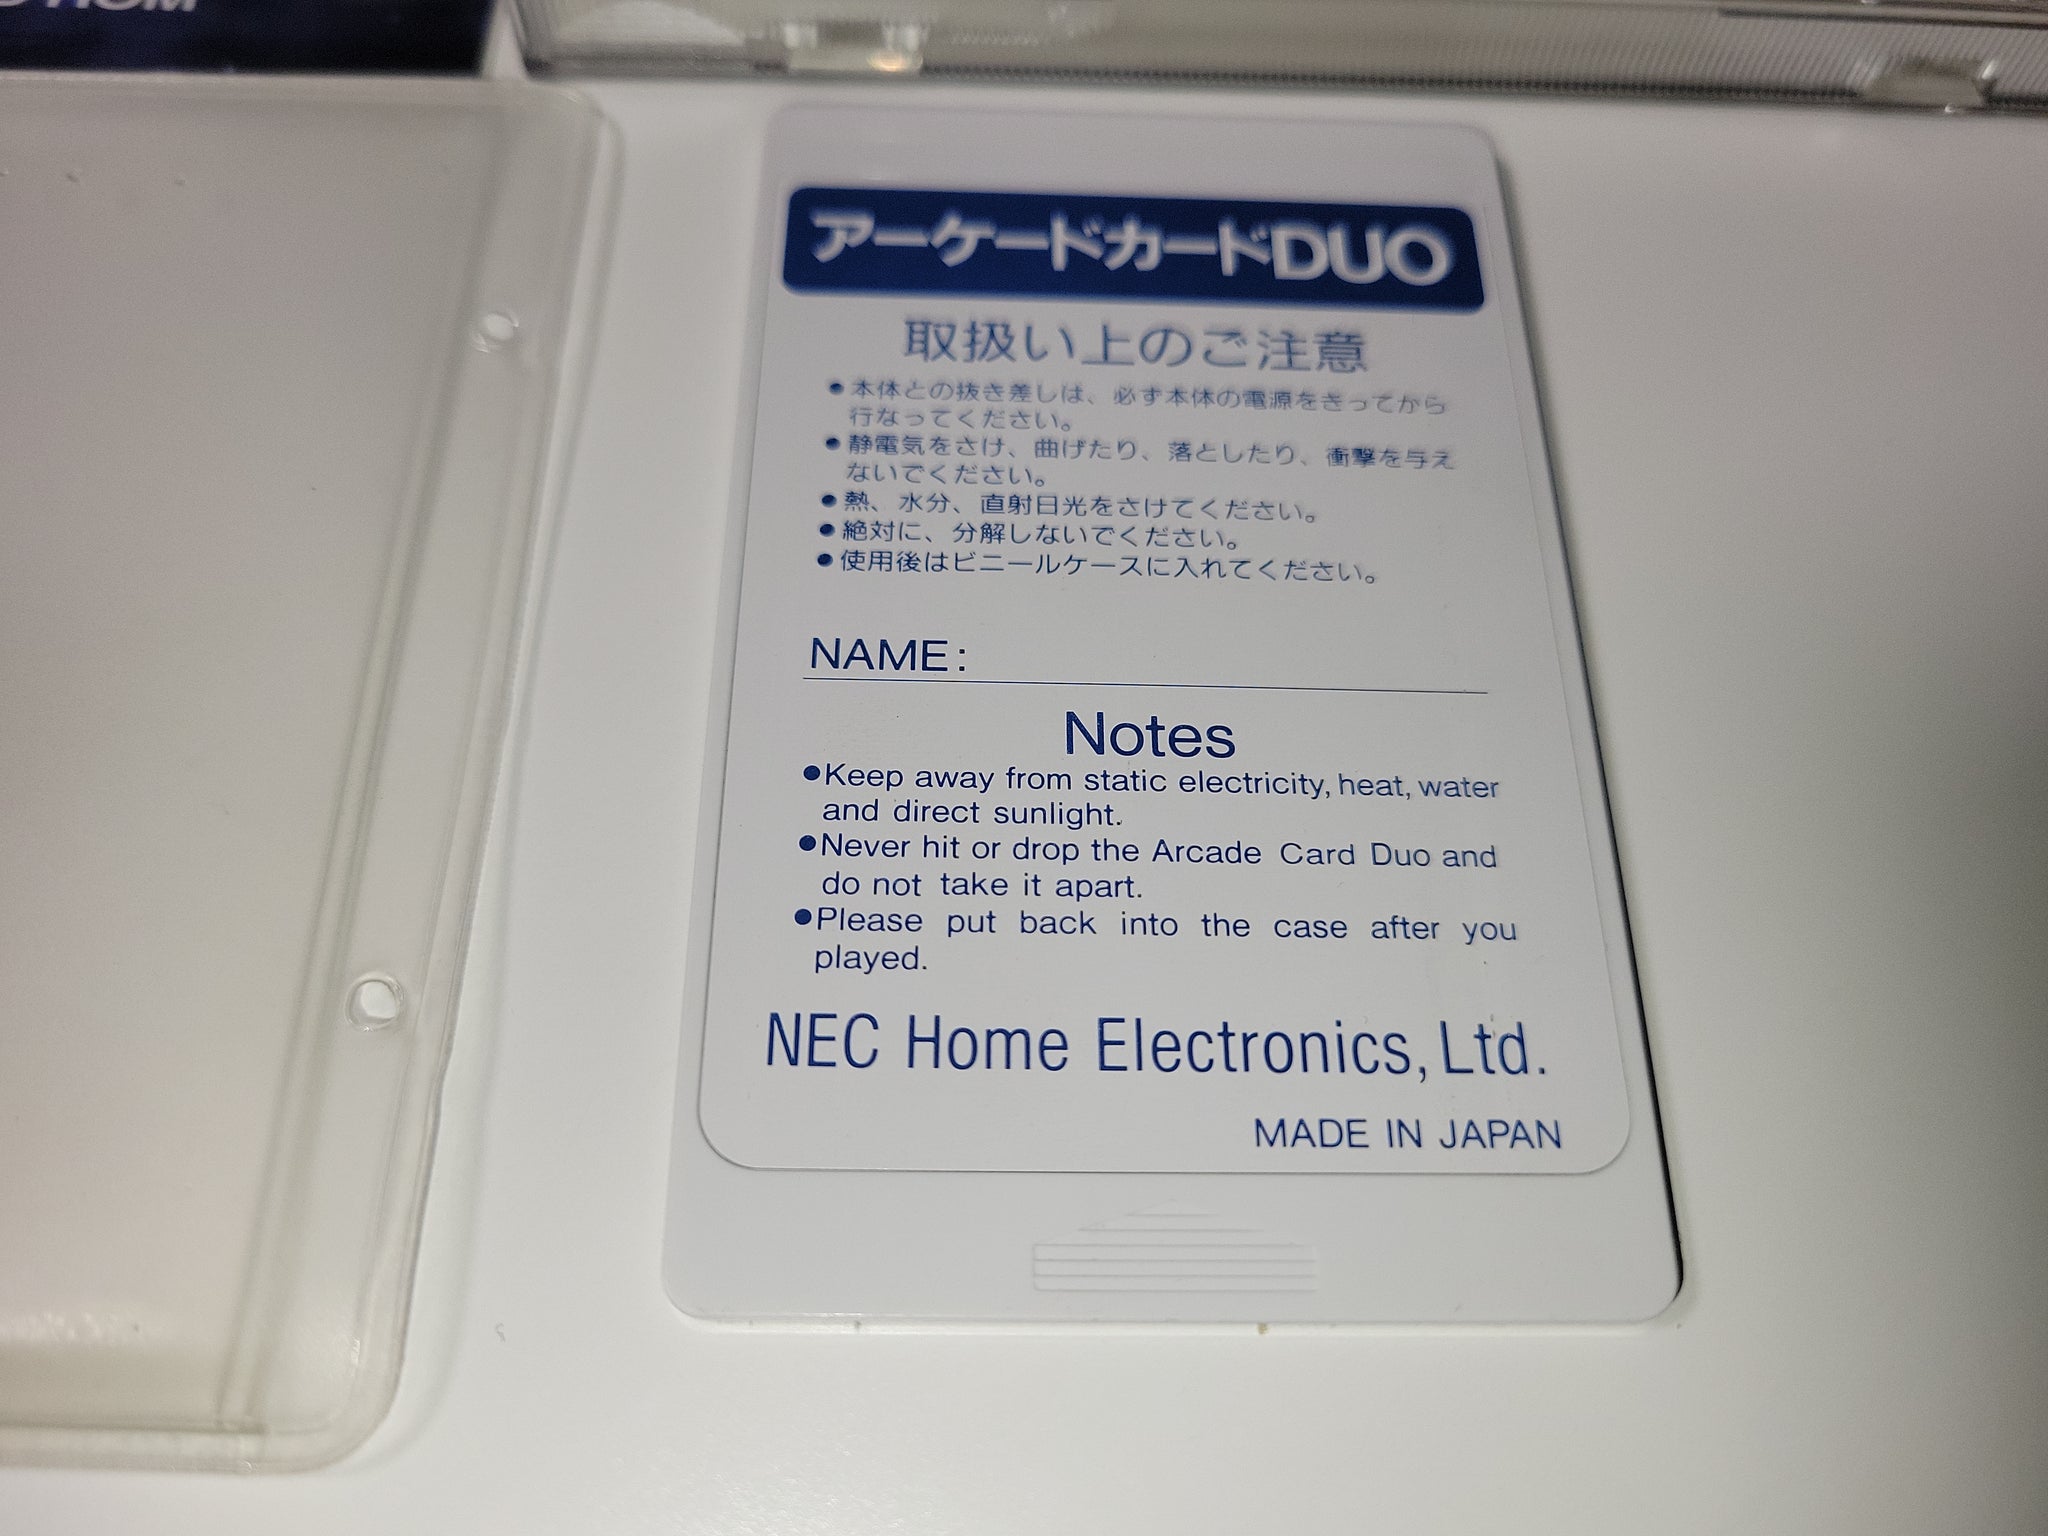 アーケードカードDUO
取扱い上のご注意
●本体との抜き差しは、必ず本体の電源をきってから
行なってください。
●静電気をさけ、曲げたり、落としたり、衝撃を与え
ないでください。
●熱、水分、直射日光をさけてください。
●絶対に、分解しないでください。
●使用後はビニールケースに入れてください。
NAME:
Notes
●Keep away from static electricity, heat, water
and direct sunlight.
●Never hit or drop the Arcade Card Duo and
do not take it apart.
●Please put back into the case after you
played.
NEC Home Electronics, Ltd.
MADE IN JAPAN